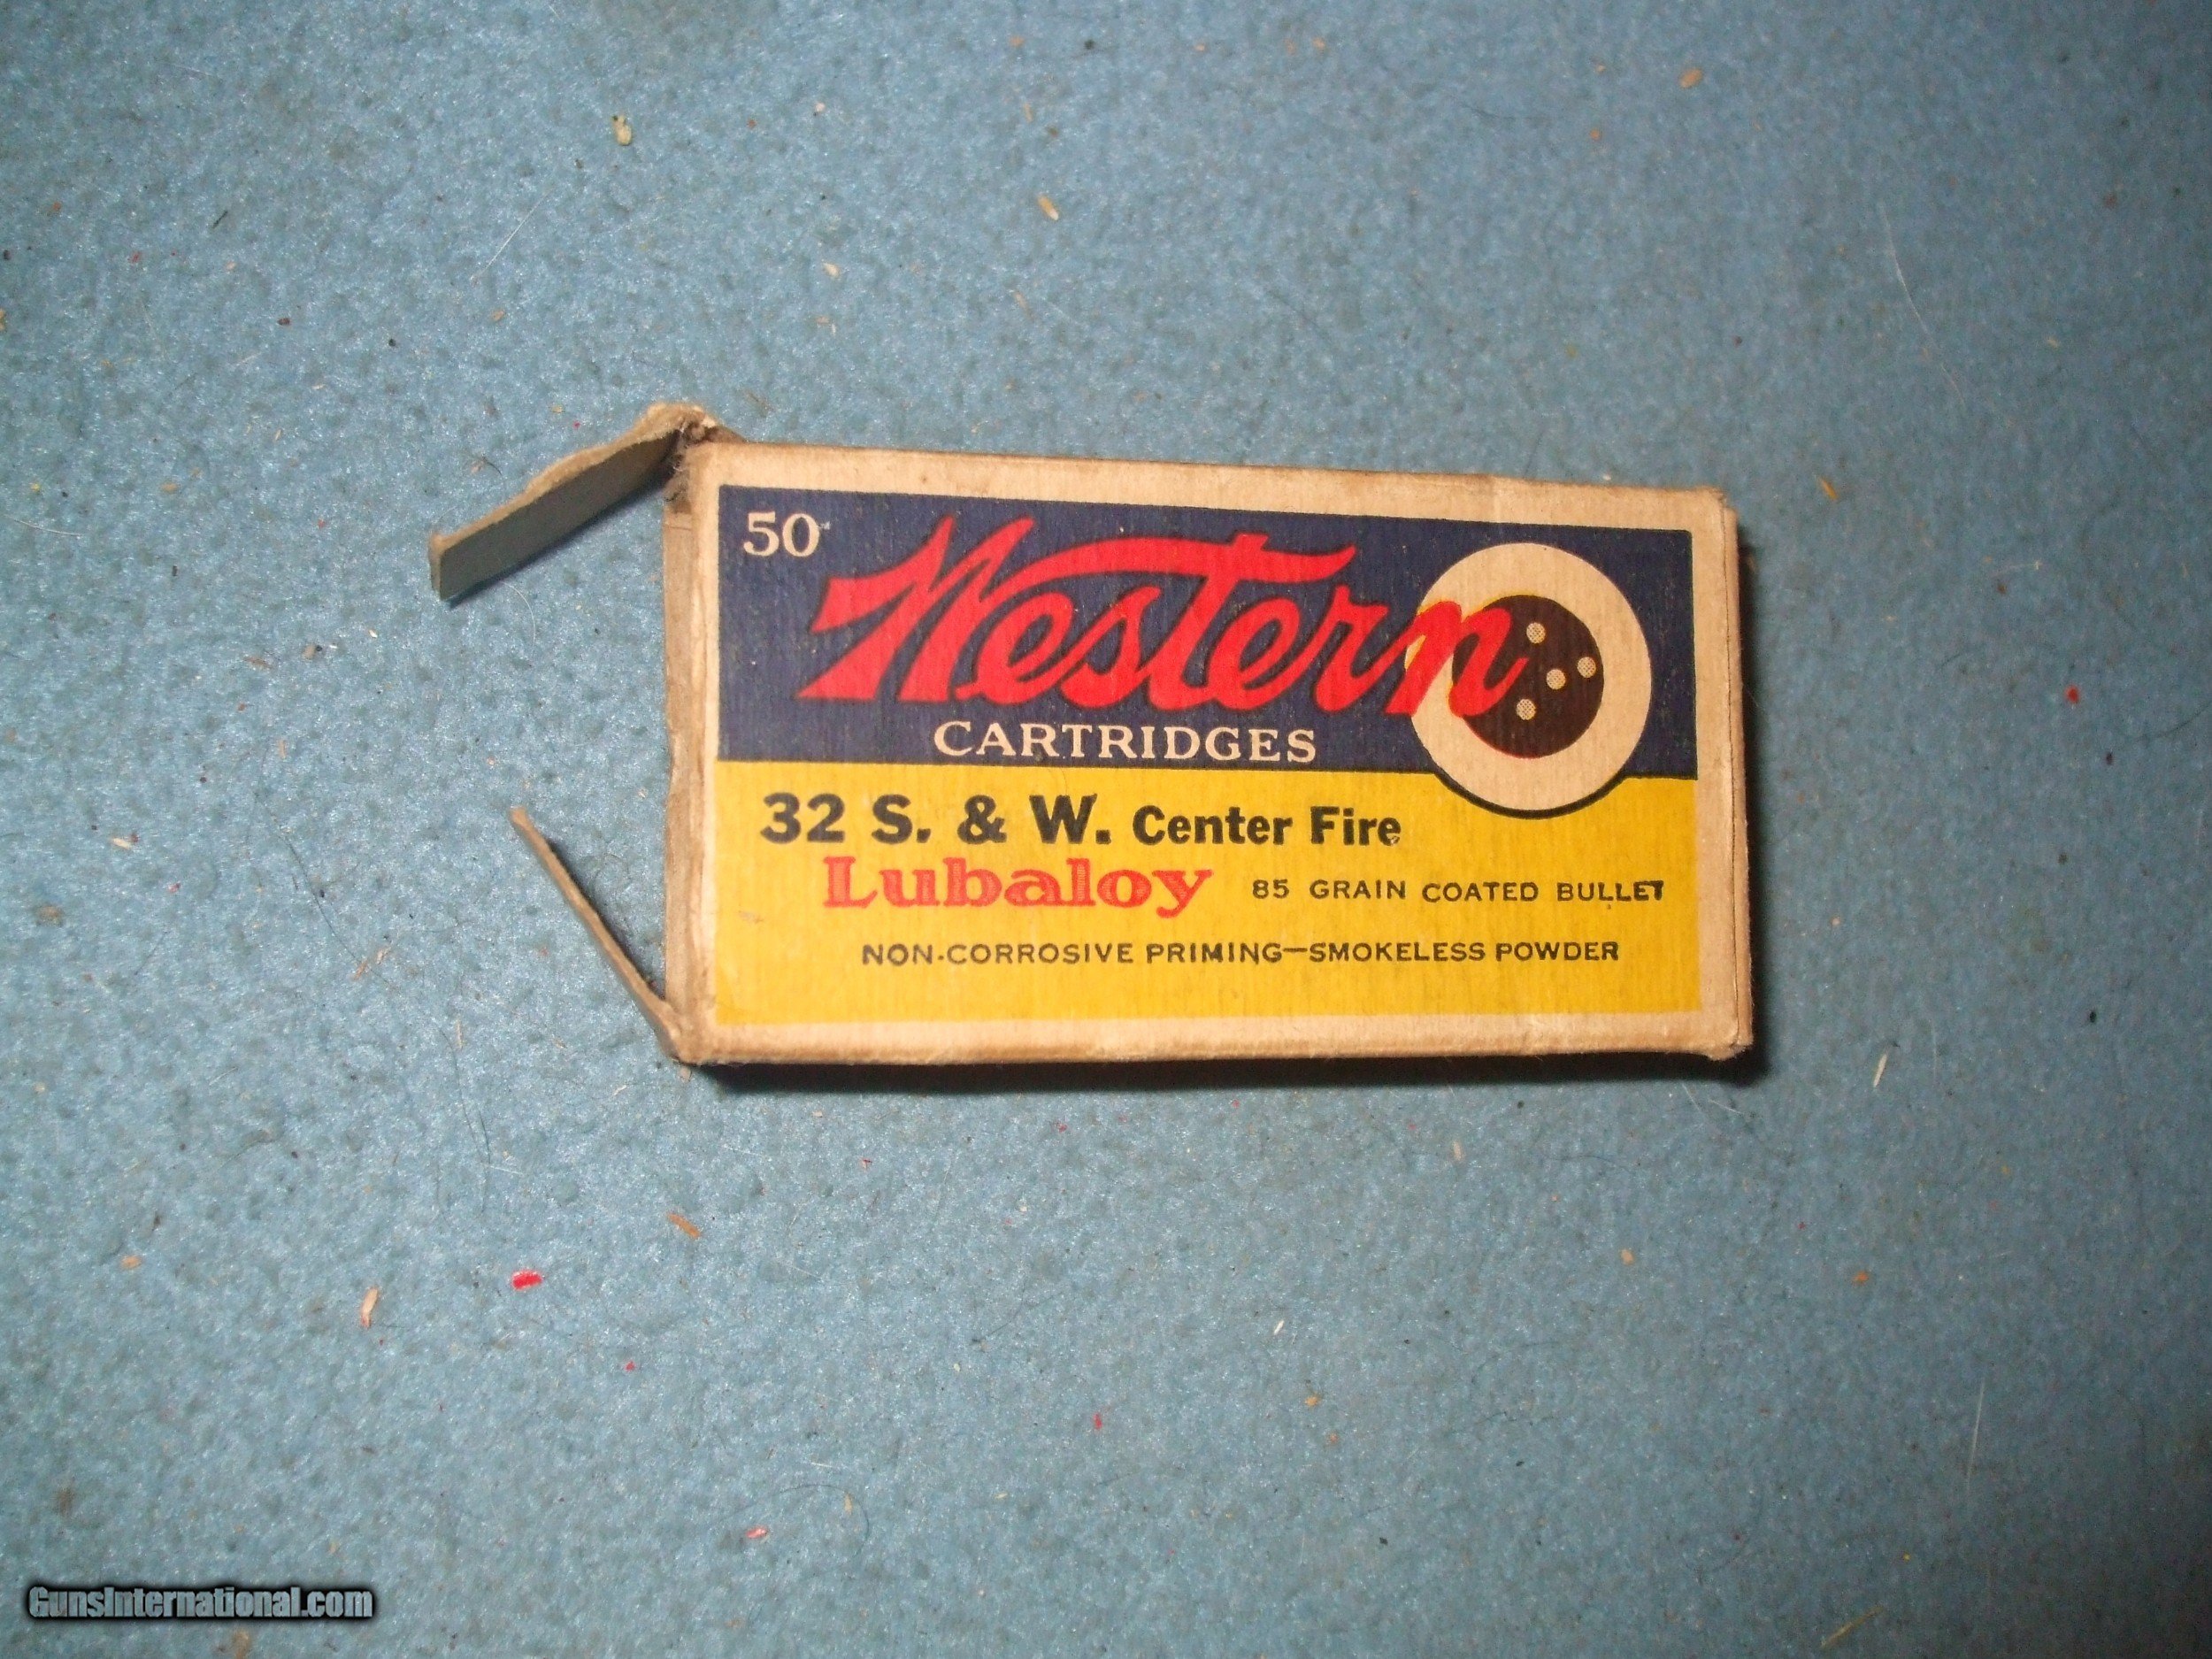 50
Western
CARTRIDGES
32 S. & W. Center Fire
Lubaloy 85 GRAIN COATED BULLET
NON-CORROSIVE PRIMING—SMOKELESS POWDER
GunsInternational.com